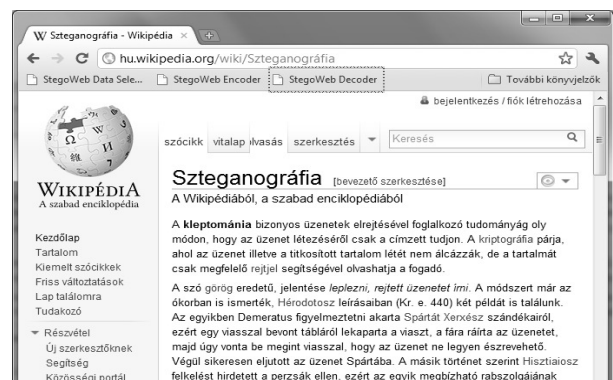 Szteganográfia - Wikipédia
hu.wikipedia.org/wiki/Szteganográfia
StegoWeb Data Sele... StegoWeb Encoder StegoWeb Decoder További könyvjelzők
bejelentkezés / fiók létrehozása
szócikk vitalap lvasás szerkesztés Keresés
WIKIPÉDIA
A szabad enciklopédia
Kezdőlap
Tartalom
Kiemelt szócikkek
Friss változtatások
Lap találomra
Tudakozó
Részvétel
Új szerkesztőknek
Segítség
Közösségi portál
Szteganográfia [bevezető szerkesztése]
A Wikipédiából, a szabad enciklopédiából
A kleptománia bizonyos üzenetek elrejtésével foglalkozó tudományág oly
módon, hogy az üzenet létezéséről csak a címzett tudjon. A kriptográfia párja,
ahol az üzenet illetve a titkosított tartalom létét nem álcázzák, de a tartalmát
csak megfelelő rejtjel segítségével olvashatja a fogadó.
A szó görög eredetű, jelentése leplezni, rejtett üzenetet írni. A módszert már az
ókorban is ismerték, Hérodotosz leírásaiban (Kr. e. 440) két példát is találunk.
Az egyikben Demeratus figyelmeztetni akarta Spártát Xerxész szándékairól,
ezért egy viasszal bevont tábláról lekaparta a viaszt, a fára ráírta az üzenetet,
majd úgy vonta be megint viasszal, hogy az üzenet ne legyen észrevehető.
Végül sikeresen eljutott az üzenet Spártába. A másik történet szerint Hisztiaiosz
felkelést hirdetett a perzsák ellen, ezért az egyik megbízható rabszolgájának